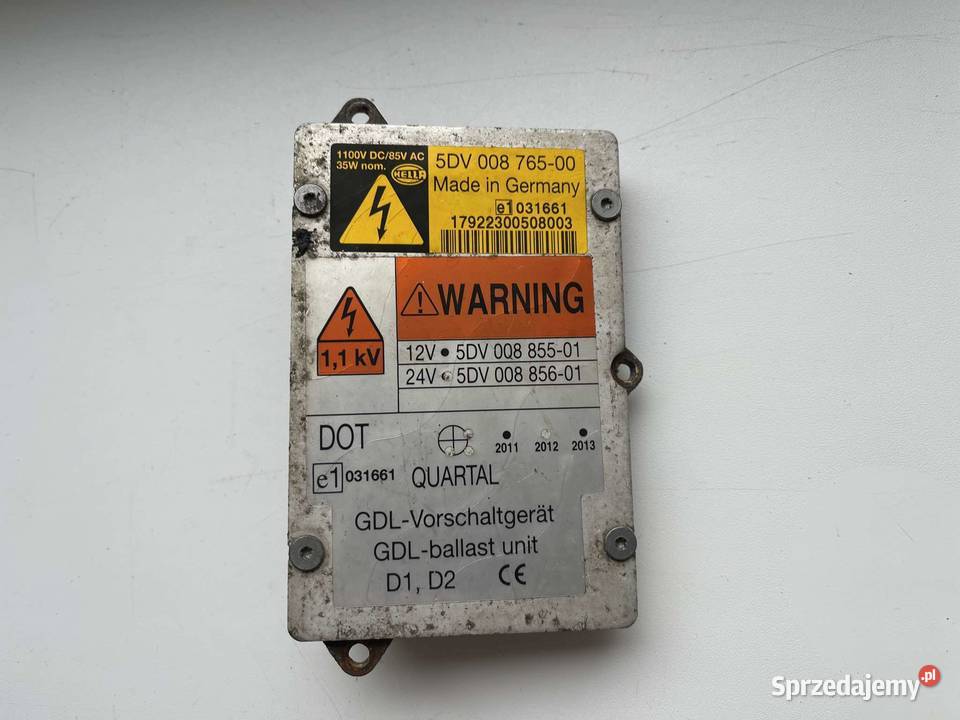 1100V DC/85V AC
35W nom.
HELLA
5DV 008 765-00
Made in Germany
e1 031661
17922300508003
WARNING
1,1 kV
12V • 5DV 008 855-01
24V • 5DV 008 856-01
DOT
2011 2012 2013
e1 031661 QUARTAL
GDL-Vorschaltgerät
GDL-ballast unit
D1, D2 CE
Sprzedajemy.pl